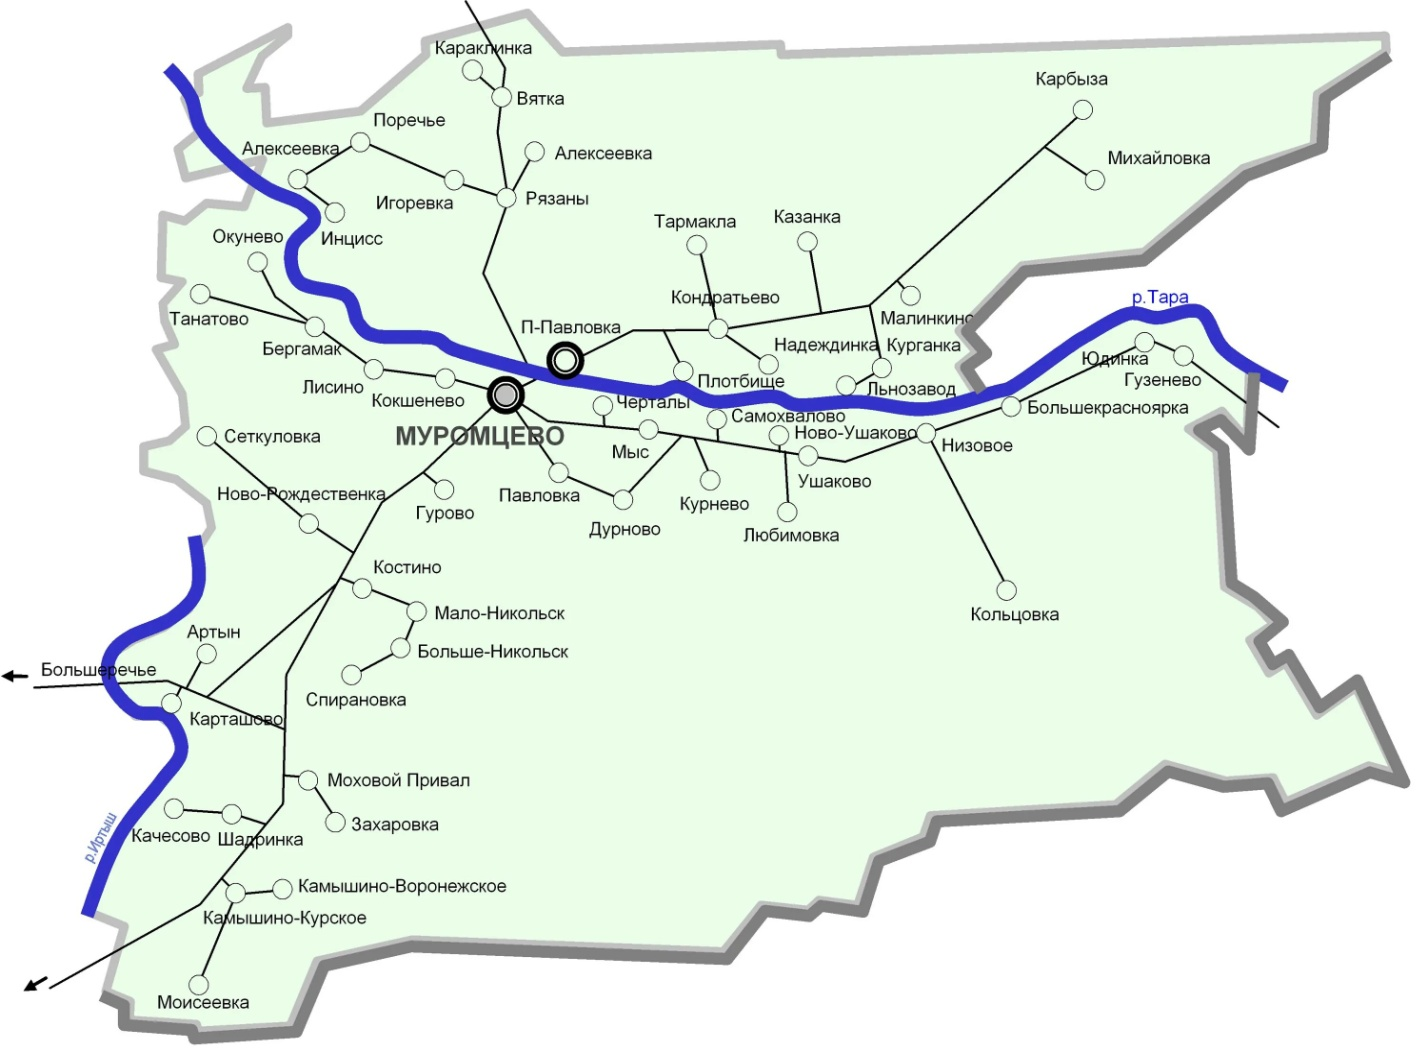 Караклинка
Вятка
Карбыза
Поречье
Алексеевка
Алексеевка
Михайловка
Игоревка
Рязаны
Тармакла
Казанка
Окунево
Инцисс
Кондратьево
р.Тара
Танатово
П-Павловка
Малинкино
Бергамак
Надеждинка
Курганка
Юдинка
Лисино
Плотбище
Льнозавод
Гузенево
Кокшенево
Черталы
Самохвалово
Большекрасноярка
МУРОМЦЕВО
Сеткуловка
Мыс
Ново-Ушаково
Низовое
Ново-Рождественка
Павловка
Ушаково
Гурово
Курнево
Дурново
Любимовка
Костино
Мало-Никольск
Кольцовка
Артын
Больше-Никольск
Большеречье
Спирановка
Карташово
Моховой Привал
Захаровка
р.Иртыш
Качесово
Шадринка
Камышино-Воронежское
Камышино-Курское
Моисеевка